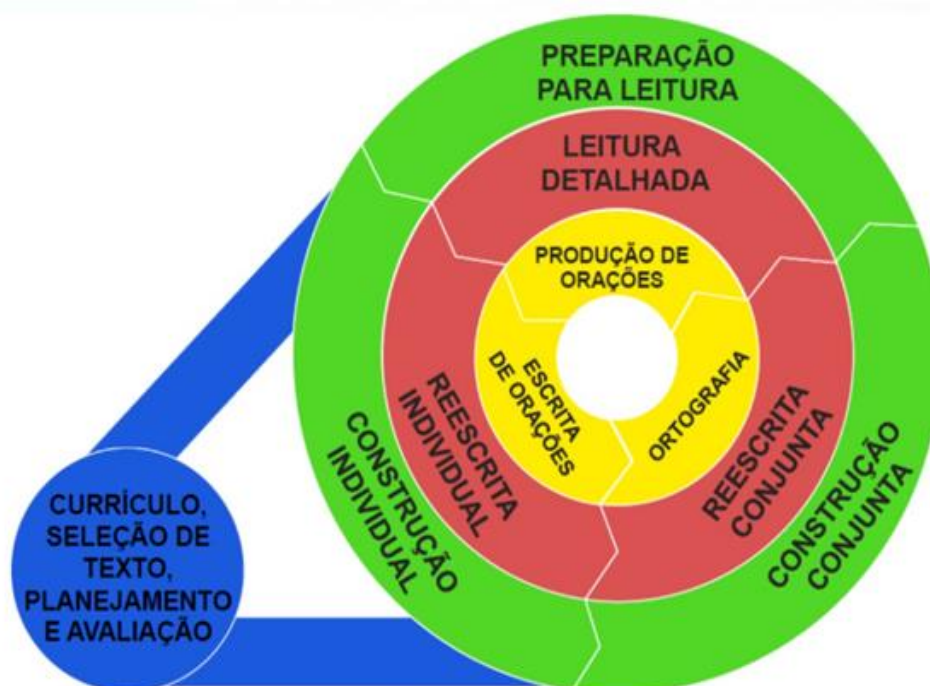 PREPARAÇÃO
PARA LEITURA
LEITURA
DETALHADA
PRODUÇÃO DE
ORAÇÕES
ESCRITA
DE ORAÇÕES
ORTOGRAFIA
REESCRITA
INDIVIDUAL
REESCRITA
CONJUNTA
CONSTRUÇÃO
INDIVIDUAL
CONSTRUÇÃO
CONJUNTA
CURRÍCULO,
SELEÇÃO DE
TEXTO,
PLANEJAMENTO
E AVALIAÇÃO